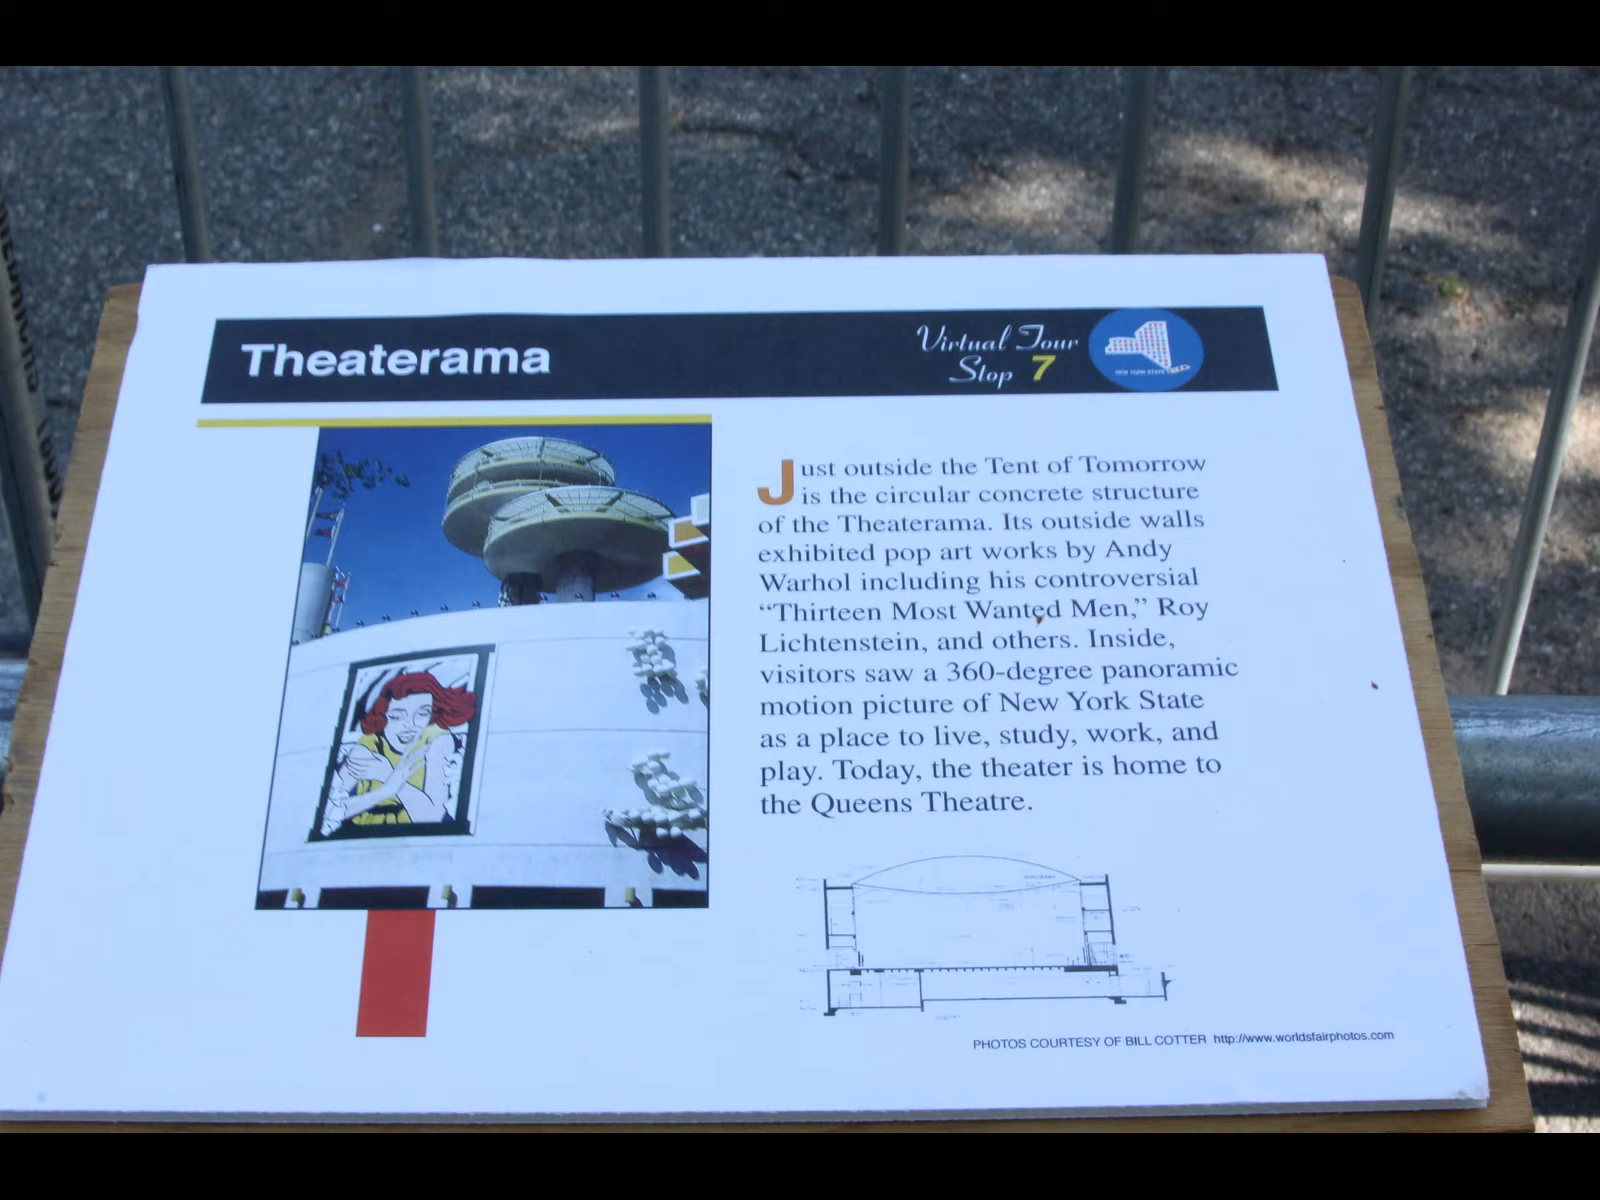 Theaterama
Virtual Tour
Stop 7
NEW YORK STATE
Just outside the Tent of Tomorrow
is the circular concrete structure
of the Theaterama. Its outside walls
exhibited pop art works by Andy
Warhol including his controversial
“Thirteen Most Wanted Men,” Roy
Lichtenstein, and others. Inside,
visitors saw a 360-degree panoramic
motion picture of New York State
as a place to live, study, work, and
play. Today, the theater is home to
the Queens Theatre.
PHOTOS COURTESY OF BILL COTTER http://www.worldsfairphotos.com